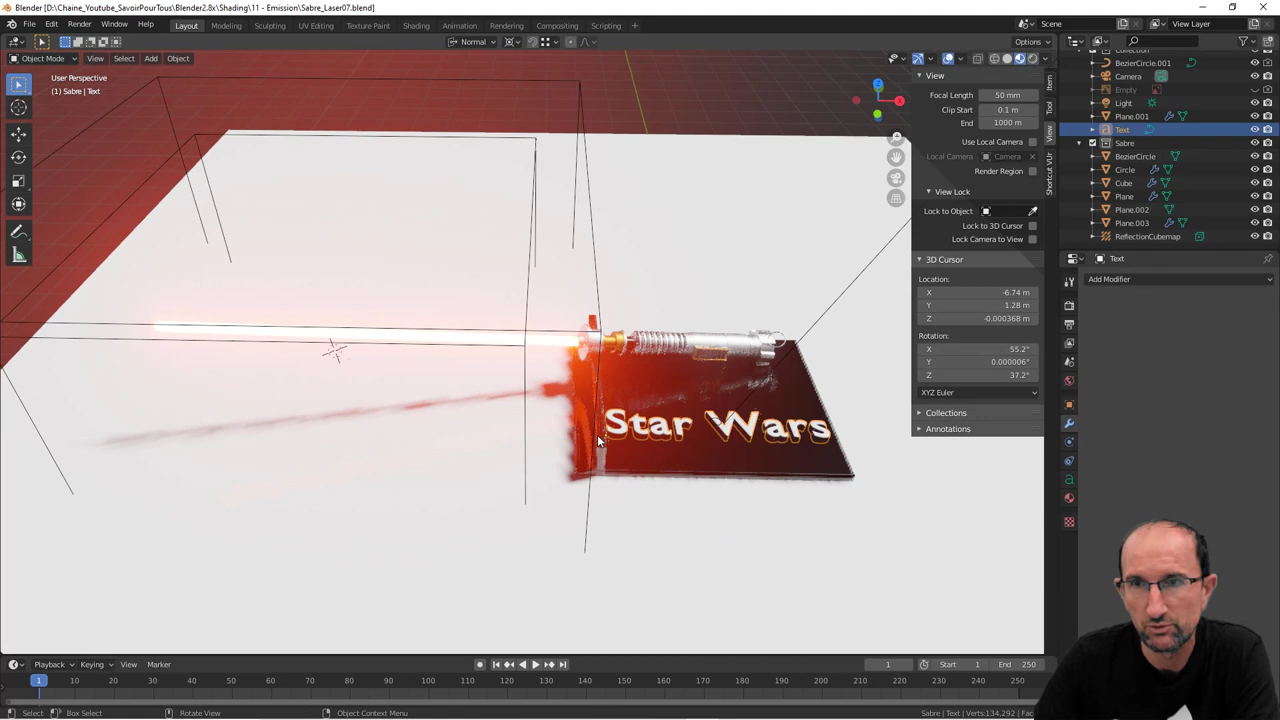 Blender [D:\Chaine_Youtube_SavoirPourTous\Blender2.8x\Shading\11 - Emission\Sabre_Laser07.blend]
File Edit Render Window Help Layout Modeling Sculpting UV Editing Texture Paint Shading Animation Rendering Compositing Scripting + Scene View Layer
Normal Options
Object Mode View Select Add Object
User Perspective
(1) Sabre | Text
View
Focal Length 50 mm
Clip Start 0.1 m
End 1000 m
Use Local Camera
Local Camera Camera
Render Region
View Lock
Lock to Object
Lock to 3D Cursor
Lock Camera to View
3D Cursor
Location:
X -6.74 m
Y 1.28 m
Z -0.000368 m
Rotation:
X 55.2°
Y 0.000006°
Z 37.2°
XYZ Euler
Collections
Annotations
Item
Tool
View
Shortcut VUr
Collection
BezierCircle.001
Camera
Empty
Light
Plane.001
Text
Sabre
BezierCircle
Circle
Cube
Plane
Plane.002
Plane.003
ReflectionCubemap
Text
Add Modifier
X
Y
Z
Star Wars
Playback Keying View Marker 1 Start 1 End 250
1 10 20 30 40 50 60 70 80 90 100 110 120 130 140 150 160 170 180 190 200 210 220 230 240 250
Select Box Select Rotate View Object Context Menu Sabre | Text | Verts:134,292 | Fac